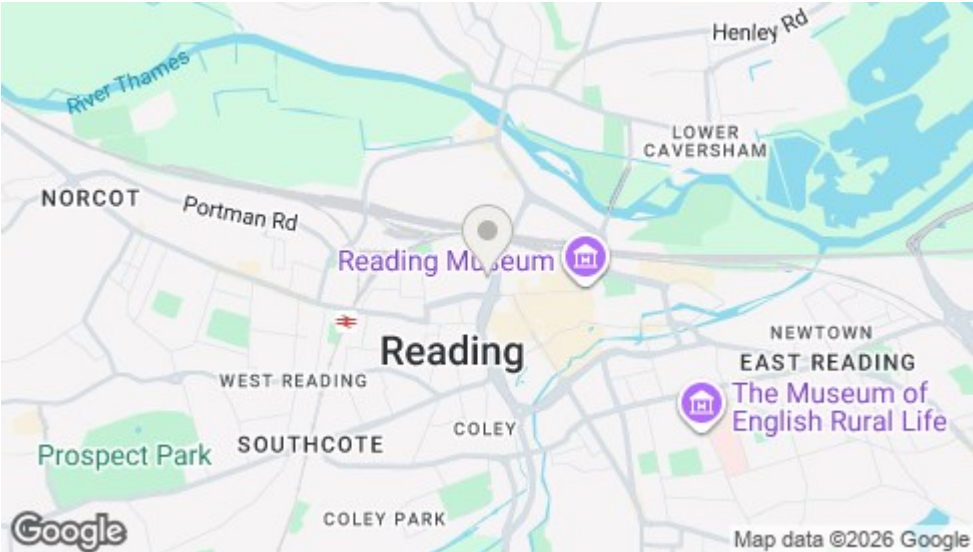 Henley Rd
River Thames
LOWER
CAVERSHAM
NORCOT
Portman Rd
Reading Museum
Reading
NEWTOWN
EAST READING
WEST READING
The Museum of
English Rural Life
COLEY
SOUTHCOTE
Prospect Park
COLEY PARK
Google
Map data ©2026 Google